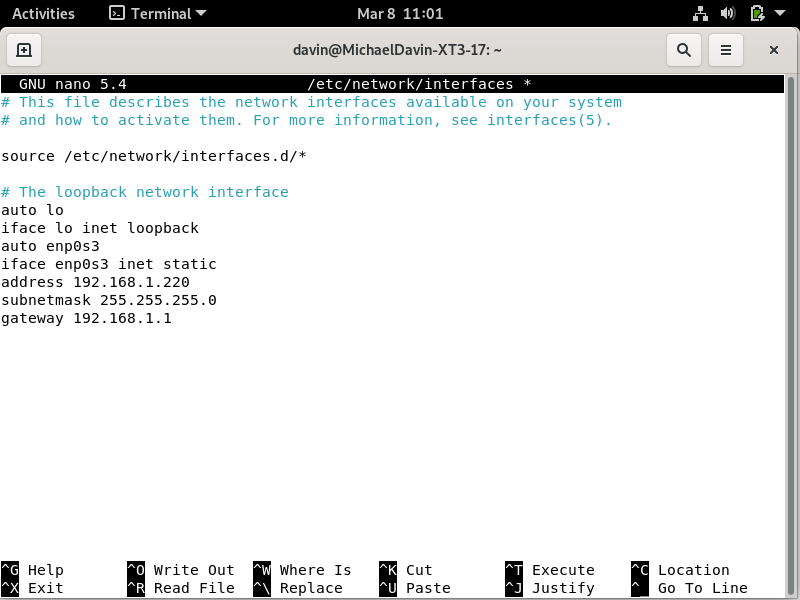 Activities Terminal Mar 8 11:01
davin@MichaelDavin-XT3-17: ~
GNU nano 5.4 /etc/network/interfaces *
# This file describes the network interfaces available on your system
# and how to activate them. For more information, see interfaces(5).
source /etc/network/interfaces.d/*
# The loopback network interface
auto lo
iface lo inet loopback
auto enp0s3
iface enp0s3 inet static
address 192.168.1.220
subnetmask 255.255.255.0
gateway 192.168.1.1
^G Help ^O Write Out ^W Where Is ^K Cut ^T Execute ^C Location
^X Exit ^R Read File ^\ Replace ^U Paste ^J Justify ^_ Go To Line